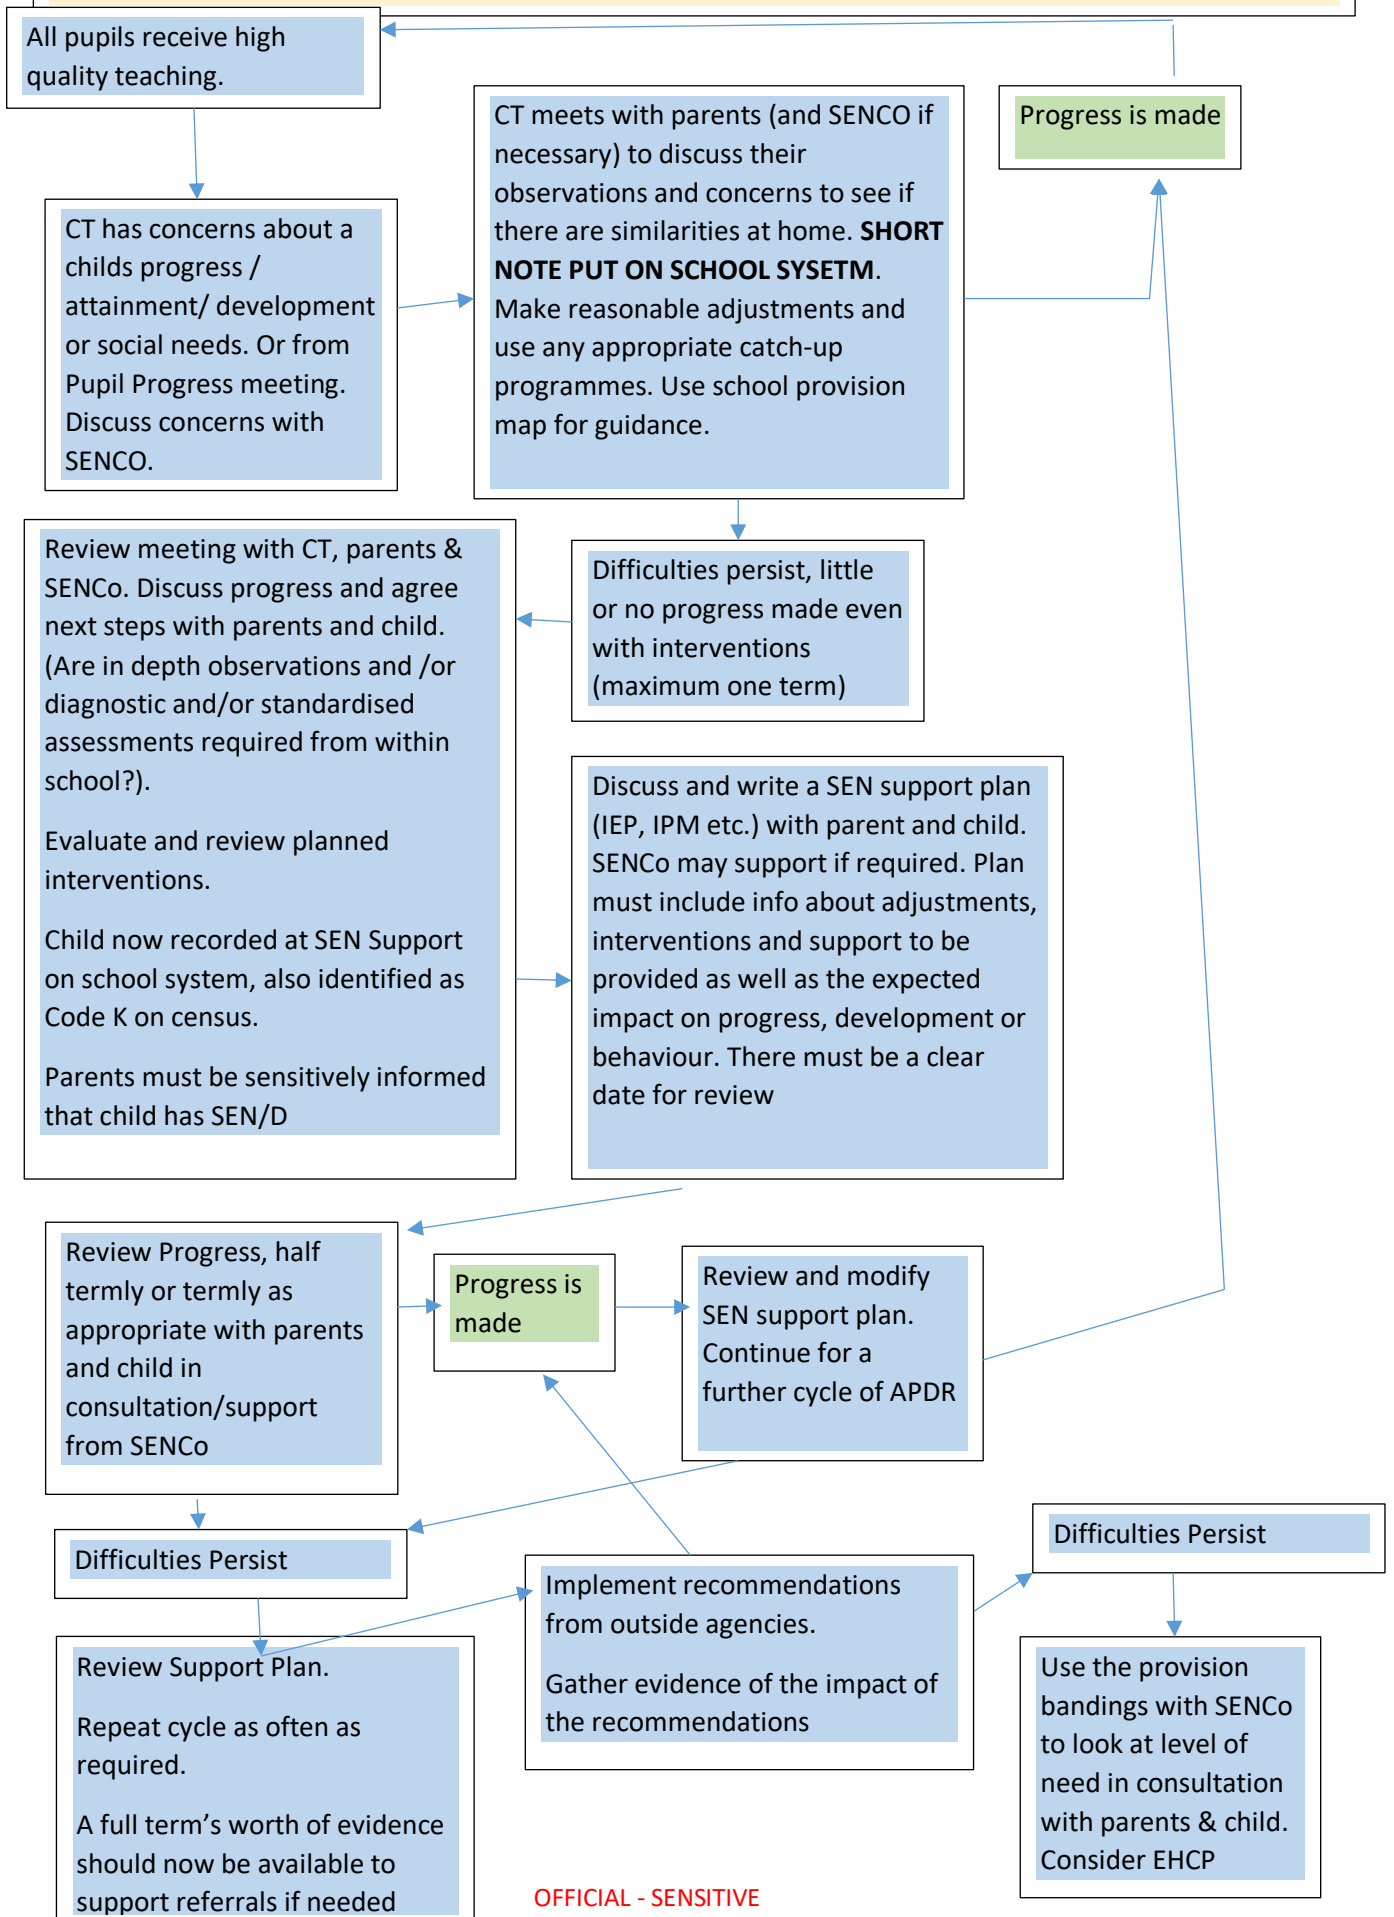 All pupils receive high
quality teaching.
Progress is made
CT meets with parents (and SENCO if
necessary) to discuss their
observations and concerns to see if
there are similarities at home. SHORT
NOTE PUT ON SCHOOL SYSETM.
Make reasonable adjustments and
use any appropriate catch-up
programmes. Use school provision
map for guidance.
CT has concerns about a
childs progress /
attainment/ development
or social needs. Or from
Pupil Progress meeting.
Discuss concerns with
SENCO.
Difficulties persist, little
or no progress made even
with interventions
(maximum one term)
Review meeting with CT, parents &
SENCo. Discuss progress and agree
next steps with parents and child.
(Are in depth observations and /or
diagnostic and/or standardised
assessments required from within
school?).
Evaluate and review planned
interventions.
Child now recorded at SEN Support
on school system, also identified as
Code K on census.
Parents must be sensitively informed
that child has SEN/D
Discuss and write a SEN support plan
(IEP, IPM etc.) with parent and child.
SENCo may support if required. Plan
must include info about adjustments,
interventions and support to be
provided as well as the expected
impact on progress, development or
behaviour. There must be a clear
date for review
Review Progress, half
termly or termly as
appropriate with parents
and child in
consultation/support
from SENCo
Progress is
made
Review and modify
SEN support plan.
Continue for a
further cycle of APDR
Difficulties Persist
Implement recommendations
from outside agencies.
Gather evidence of the impact of
the recommendations
Difficulties Persist
Review Support Plan.
Repeat cycle as often as
required.
A full term’s worth of evidence
should now be available to
support referrals if needed
Use the provision
bandings with SENCo
to look at level of
need in consultation
with parents & child.
Consider EHCP
OFFICIAL - SENSITIVE